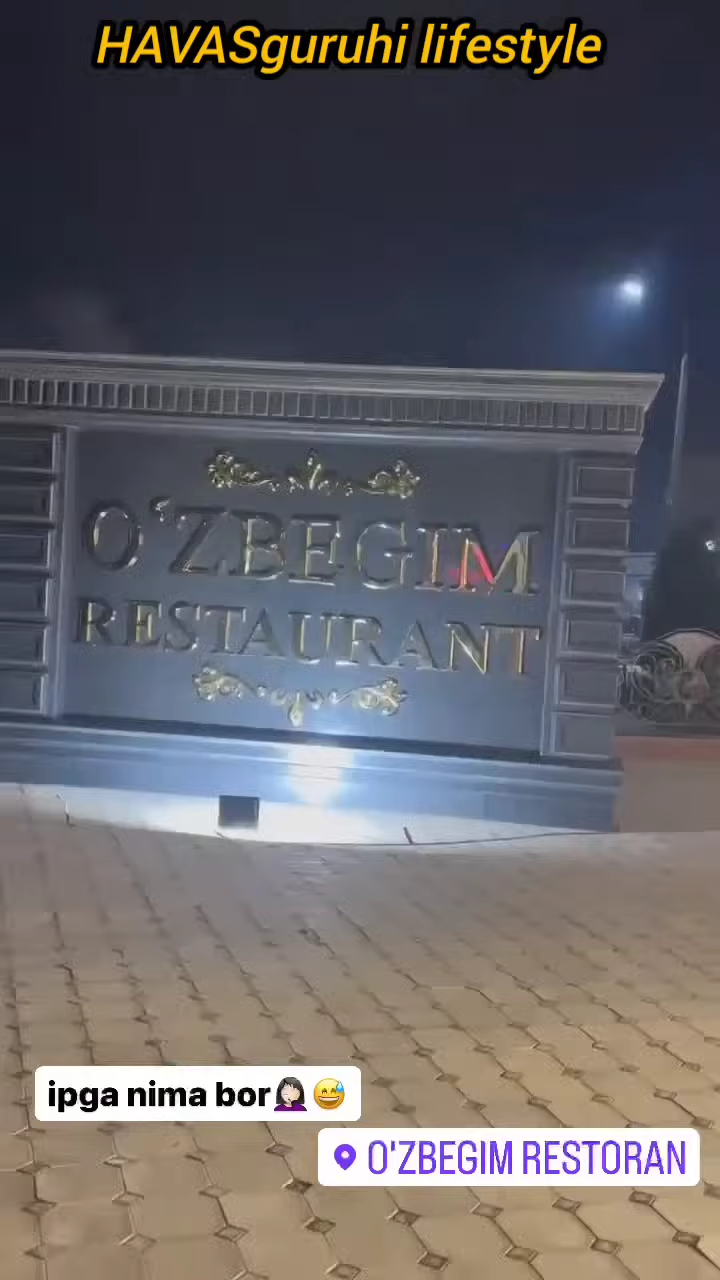 HAVASguruhi lifestyle
O'ZBEGIM
RESTAURANT
ipga nima bor🤦🏻‍♀️😅
O'ZBEGIM RESTORAN